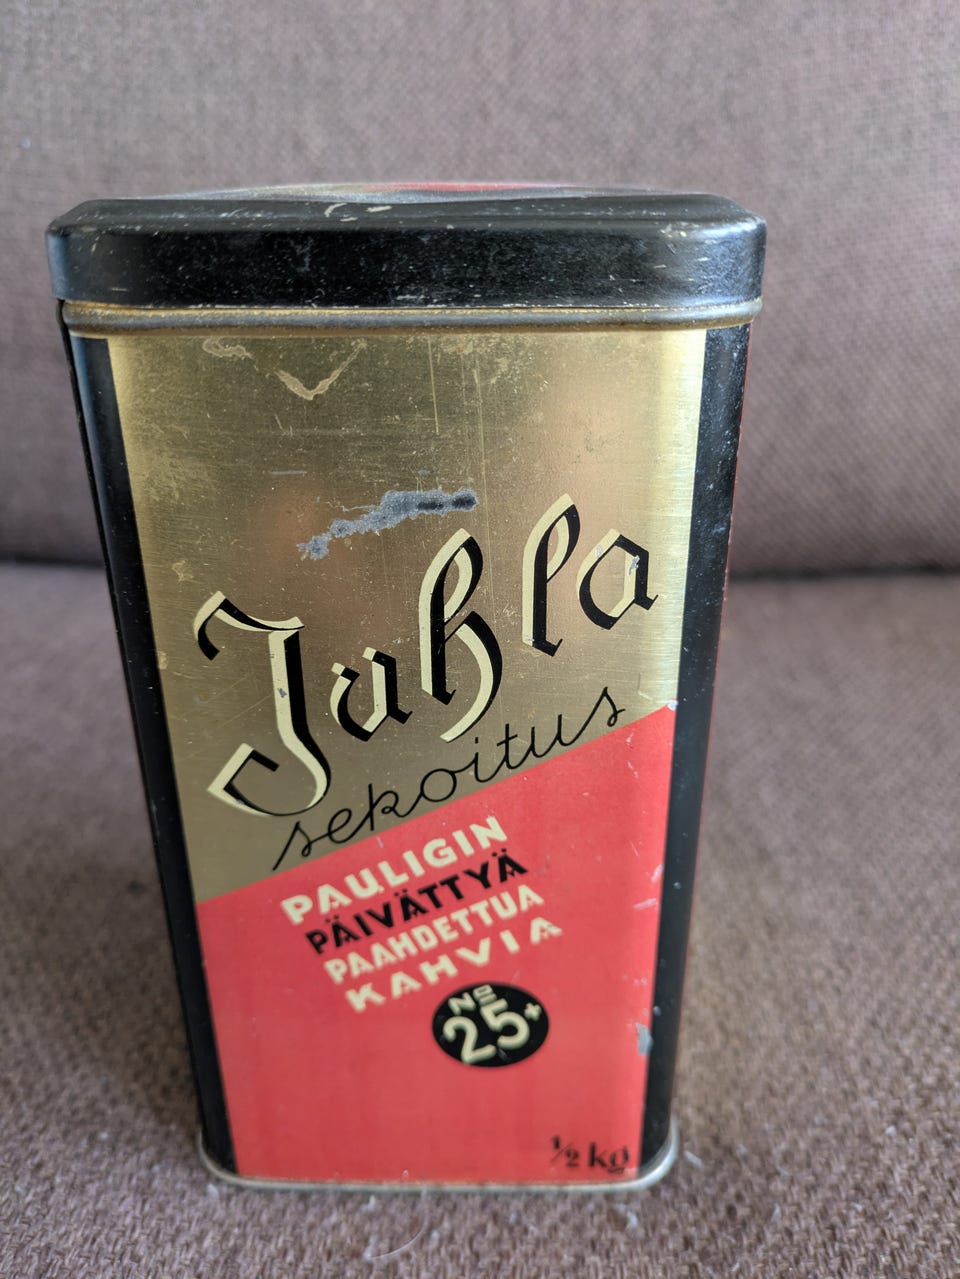 Juhla
sekoitus
PAULIGIN
PÄIVÄTTYÄ
PAAHDETTUA
KAHVIA
No
25+
½ kg